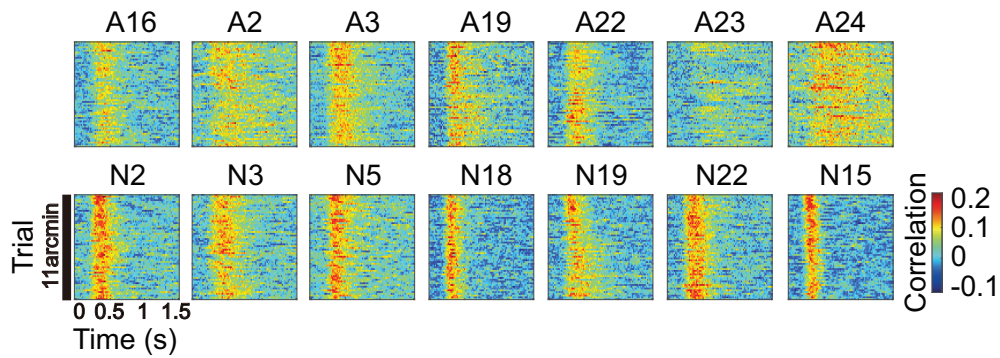 A16 A2 A3 A19 A22 A23 A24
N2 N3 N5 N18 N19 N22 N15
Trial
11arcmin
0 0.5 1 1.5
Time (s)
Correlation
0.2
0.1
0
-0.1